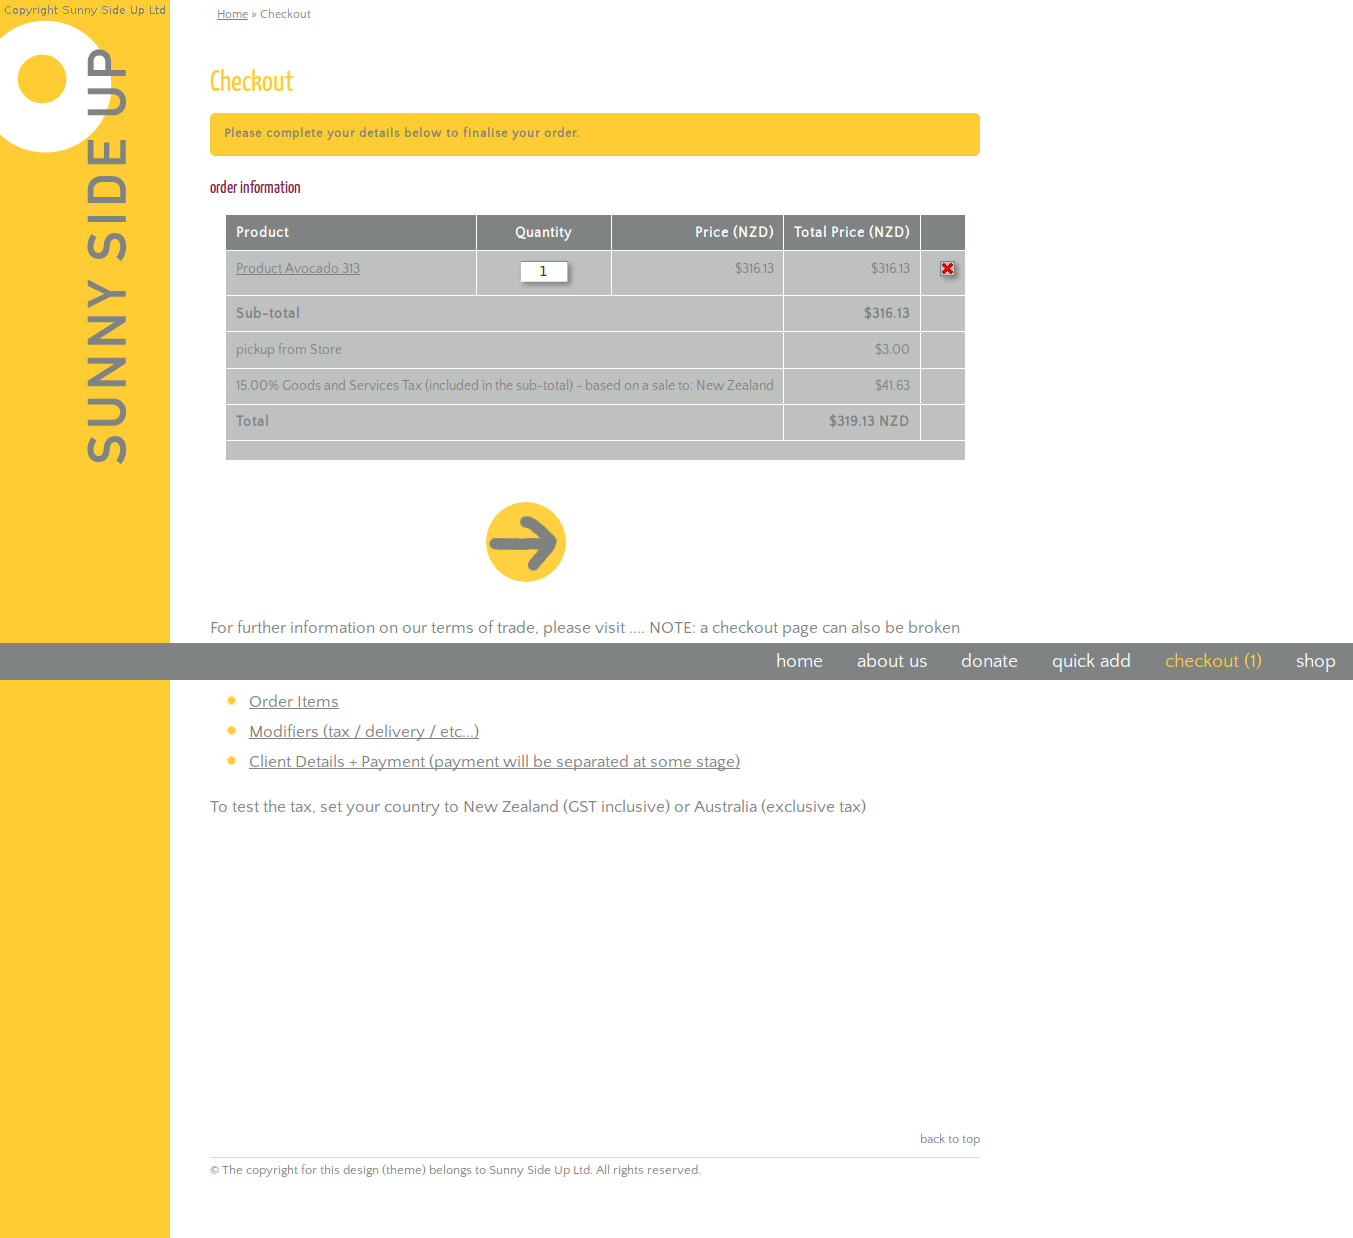 Copyright Sunny Side Up Ltd
SUNNY SIDE UP
Home » Checkout
Checkout
Please complete your details below to finalise your order.
order information
Product Quantity Price (NZD) Total Price (NZD)
Product Avocado 313 1 $316.13 $316.13
Sub-total $316.13
pickup from Store $3.00
15.00% Goods and Services Tax (included in the sub-total) - based on a sale to: New Zealand $41.63
Total $319.13 NZD
For further information on our terms of trade, please visit .... NOTE: a checkout page can also be broken
home about us donate quick add checkout (1) shop
Order Items
Modifiers (tax / delivery / etc...)
Client Details + Payment (payment will be separated at some stage)
To test the tax, set your country to New Zealand (GST inclusive) or Australia (exclusive tax)
back to top
© The copyright for this design (theme) belongs to Sunny Side Up Ltd. All rights reserved.